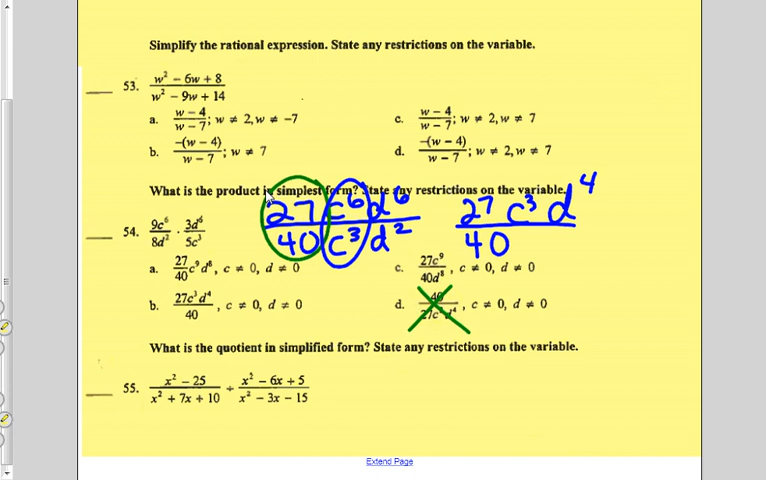 Simplify the rational expression. State any restrictions on the variable.
53. w² − 6w + 8
w² − 9w + 14
a. w − 4
w − 7 ; w ≠ 2, w ≠ −7
c. w − 4
w − 7 ; w ≠ 2, w ≠ 7
b. −(w − 4)
w − 7 ; w ≠ 7
d. −(w − 4)
w − 7 ; w ≠ 2, w ≠ 7
What is the product in simplest form? State any restrictions on the variable.
27 c⁶ d⁶
40 c³ d²
27 c³ d⁴
40
54. 9c⁶ / 8d² · 3d⁶ / 5c³
a. 27
40 c⁹d⁸, c ≠ 0, d ≠ 0
c. 27c⁹
40d⁸ , c ≠ 0, d ≠ 0
b. 27c³d⁴
40 , c ≠ 0, d ≠ 0
d. 40
, c ≠ 0, d ≠ 0
What is the quotient in simplified form? State any restrictions on the variable.
55. x² − 25 / x² + 7x + 10 ÷ x² − 6x + 5 / x² − 3x − 15
Extend Page